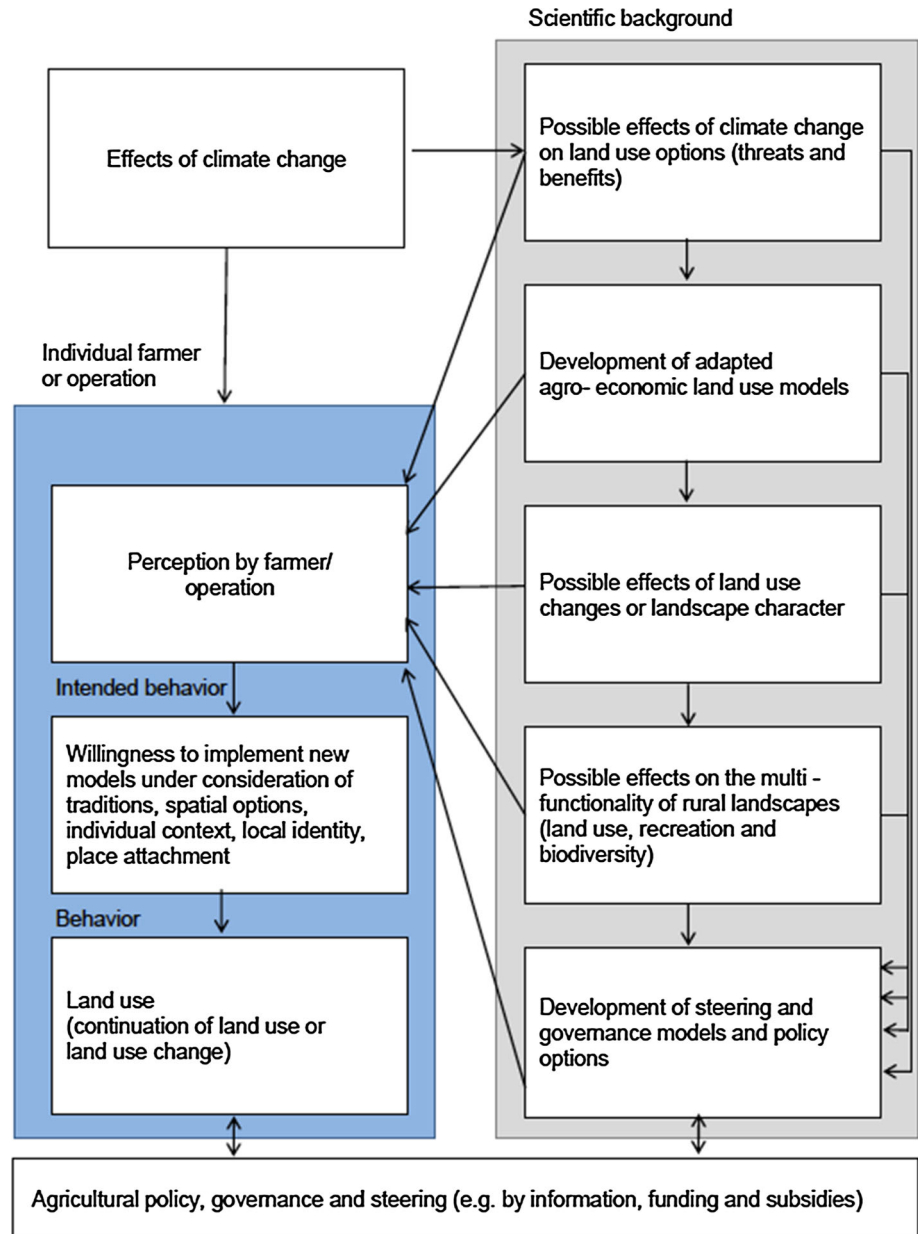 Scientific background
Effects of climate change
Possible effects of climate change
on land use options (threats and
benefits)
Individual farmer
or operation
Development of adapted
agro- economic land use models
Perception by farmer/
operation
Possible effects of land use
changes or landscape character
Intended behavior
Willingness to implement new
models under consideration of
traditions, spatial options,
individual context, local identity,
place attachment
Possible effects on the multi -
functionality of rural landscapes
(land use, recreation and
biodiversity)
Behavior
Land use
(continuation of land use or
land use change)
Development of steering and
governance models and policy
options
Agricultural policy, governance and steering (e.g. by information, funding and subsidies)